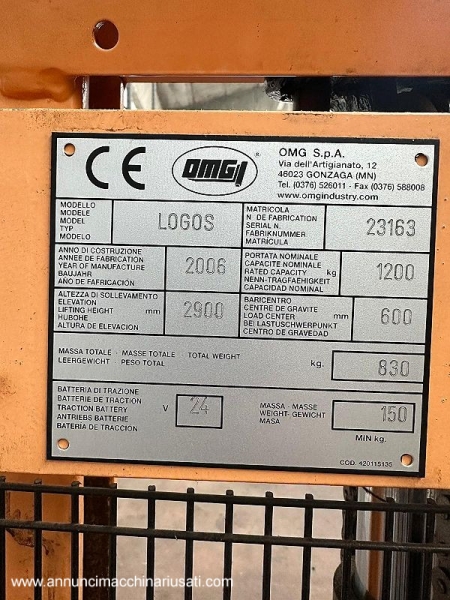 CE
OMG
®
OMG S.p.A.
Via dell'Artigianato, 12
46023 GONZAGA (MN)
Tel. (0376) 526011 - Fax (0376) 588008
www.omgindustry.com
MODELLO
MODELE
MODEL
TYP
MODELO
LOGOS
MATRICOLA
N. DE FABRICATION
SERIAL N.
FABRIKNUMMER
MATRÍCULA
23163
ANNO DI COSTRUZIONE
ANNEE DE FABRICATION
YEAR OF MANUFACTURE
BAUJAHR
AÑO DE FABRICACIÓN
2006
PORTATA NOMINALE
CAPACITE NOMINALE
RATED CAPACITY kg
NENN-TRAGFAEHIGKEIT
CAPACIDAD NOMINAL
1200
ALTEZZA DI SOLLEVAMENTO
ELEVATION
LIFTING HEIGHT mm
HUBOHE
ALTURA DE ELEVACION
2900
BARICENTRO
CENTRE DE GRAVITE
LOAD CENTER mm
BEI LASTUSCHWERPUNKT
CENTRO DE GRAVEDAD
600
MASSA TOTALE - MASSE TOTALE - TOTAL WEIGHT
LEERGEWICHT - PESO TOTAL
kg. 830
BATTERIA DI TRAZIONE
BATTERIE DE TRACTION
TRACTION BATTERY V
ANTRIEBS BATTERIE
BATERIA DE TRACCION
24
MASSA - MASSE
WEIGHT-GEWICHT
MASA
150
MIN kg.
COD. 420115135
www.annuncimacchinariusati.com